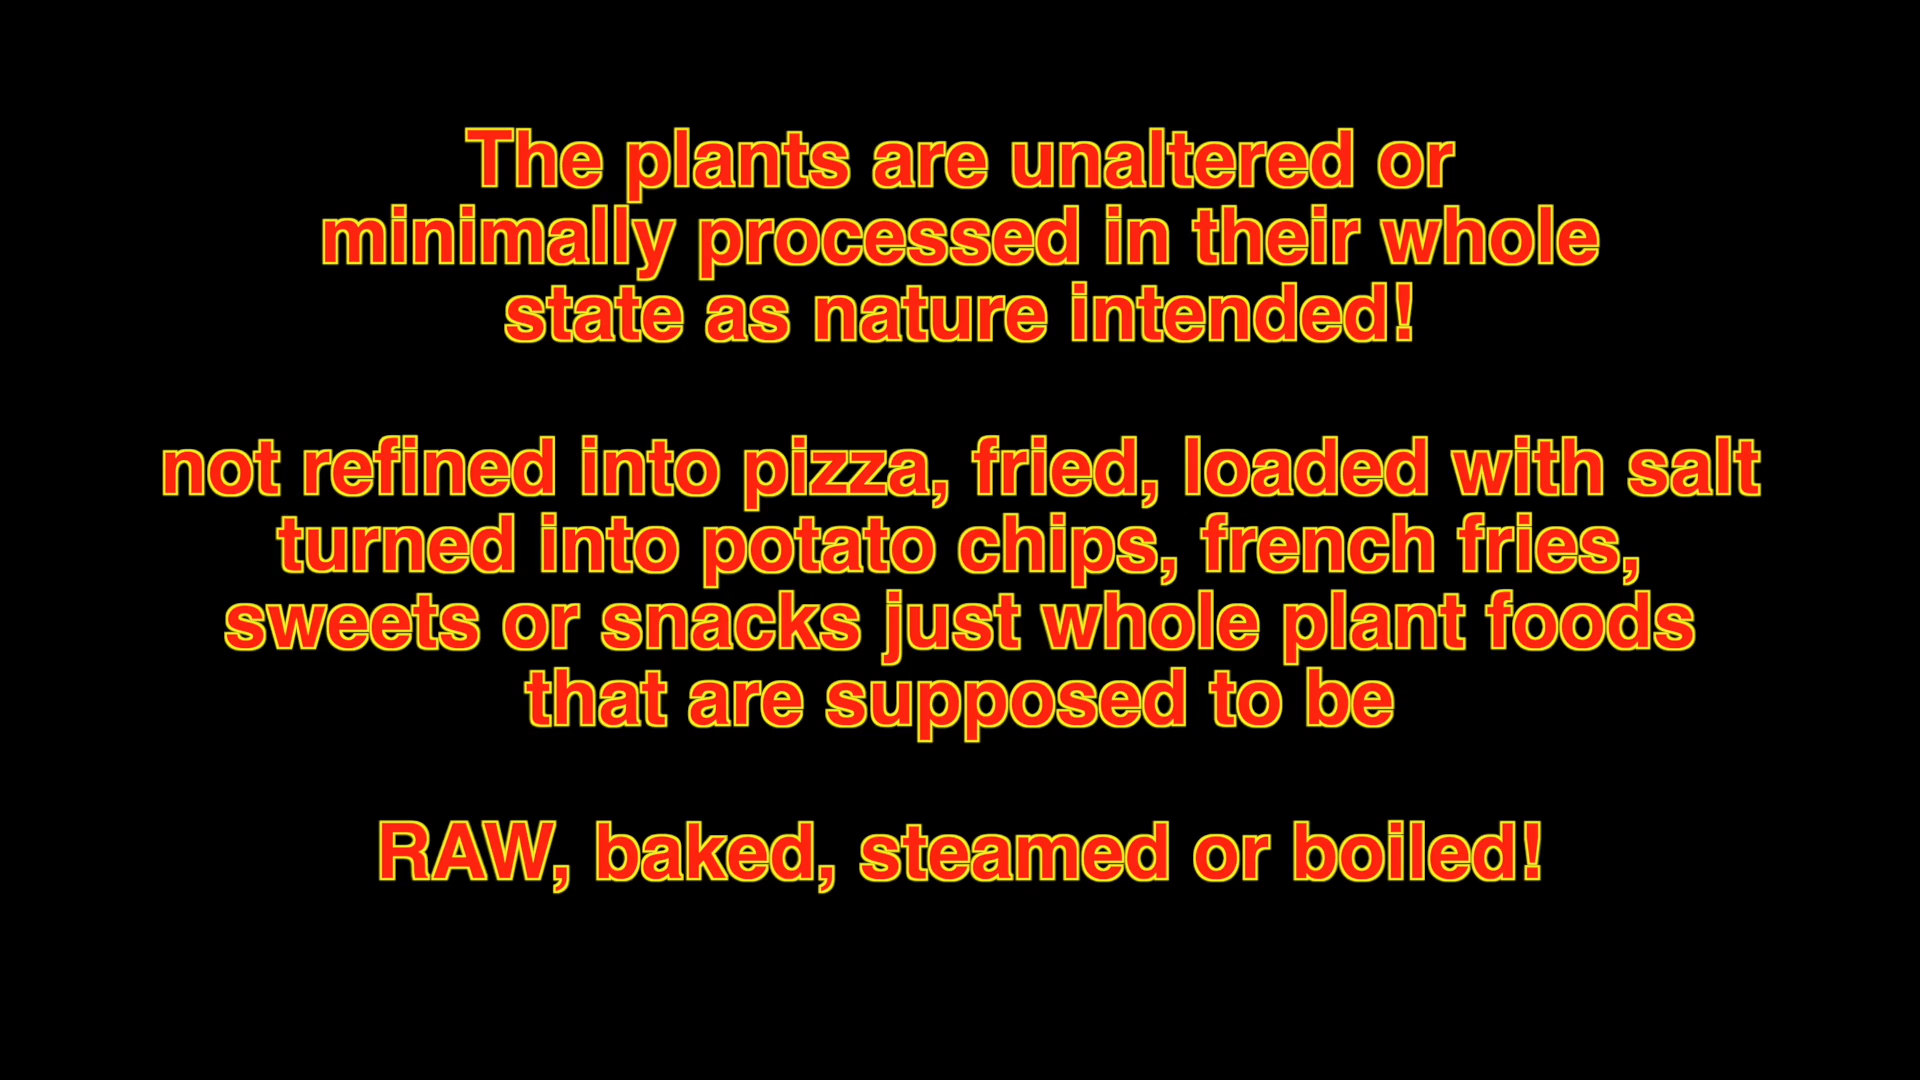 The plants are unaltered or
minimally processed in their whole
state as nature intended!
not refined into pizza, fried, loaded with salt
turned into potato chips, french fries,
sweets or snacks just whole plant foods
that are supposed to be
RAW, baked, steamed or boiled!